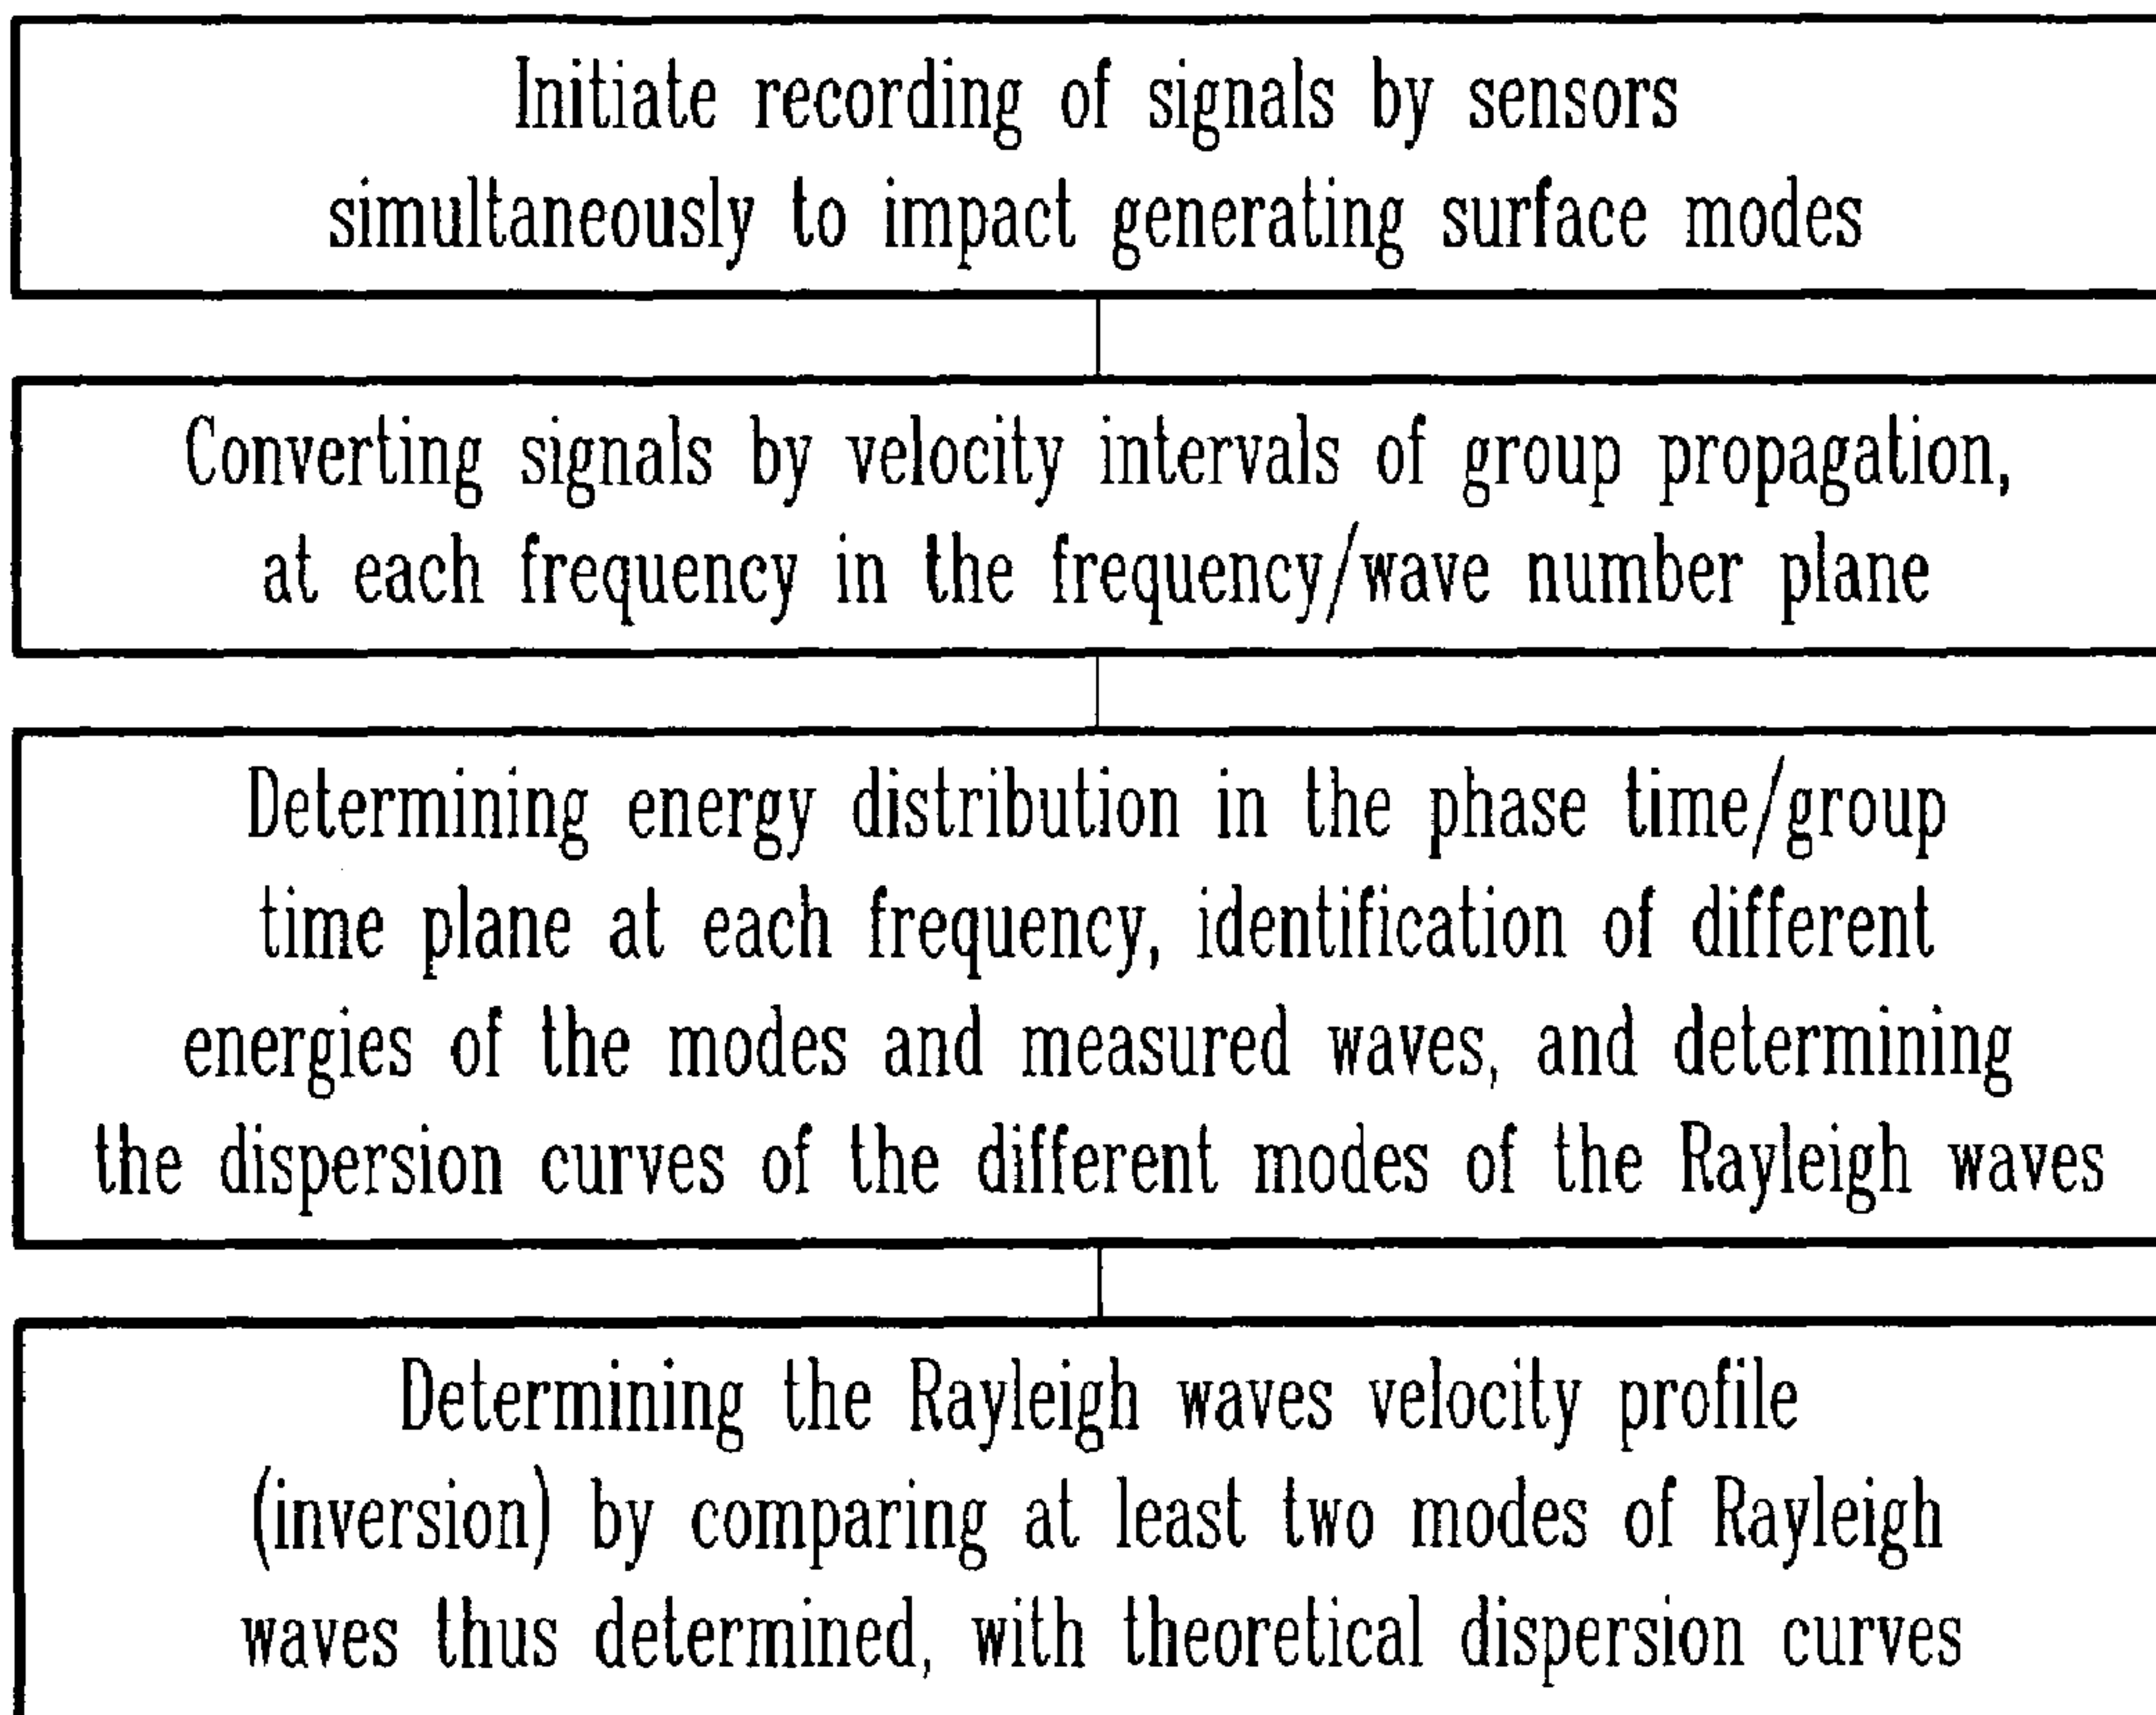 Initiate recording of signals by sensors
simultaneously to impact generating surface modes
Converting signals by velocity intervals of group propagation,
at each frequency in the frequency/wave number plane
Determining energy distribution in the phase time/group
time plane at each frequency, identification of different
energies of the modes and measured waves, and determining
the dispersion curves of the different modes of the Rayleigh waves
Determining the Rayleigh waves velocity profile
(inversion) by comparing at least two modes of Rayleigh
waves thus determined, with theoretical dispersion curves